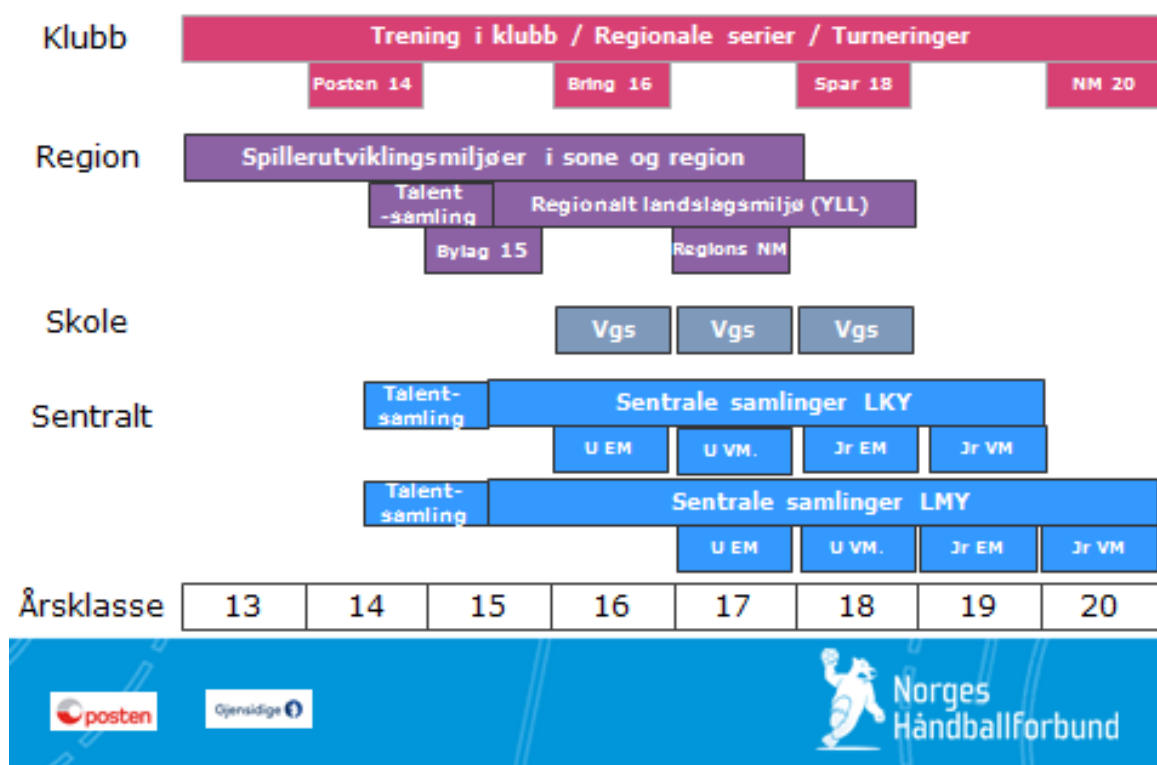 Klubb
Trening i klubb / Regionale serier / Turneringer
Posten 14
Bring 16
Spar 18
NM 20
Region
Spillerutviklingsmiljøer i sone og region
Talent
-samling
Regionalt landslagsmiljø (YLL)
Bylag 15
Regions NM
Skole
Vgs
Vgs
Vgs
Sentralt
Talent-
samling
Sentrale samlinger LKY
U EM
U VM.
Jr EM
Jr VM
Talent-
samling
Sentrale samlinger LMY
U EM
U VM.
Jr EM
Jr VM
Årsklasse 13 14 15 16 17 18 19 20
posten
Gjensidige
Norges
Håndballforbund